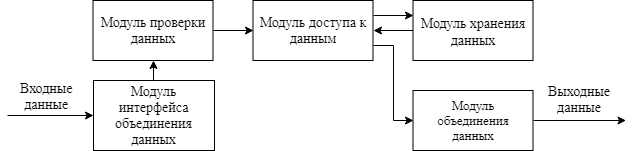 Модуль проверки
данных
Модуль доступа к
данным
Модуль хранения
данных
Входные
данные
Модуль
интерфейса
объединения
данных
Модуль
объединения
данных
Выходные
данные